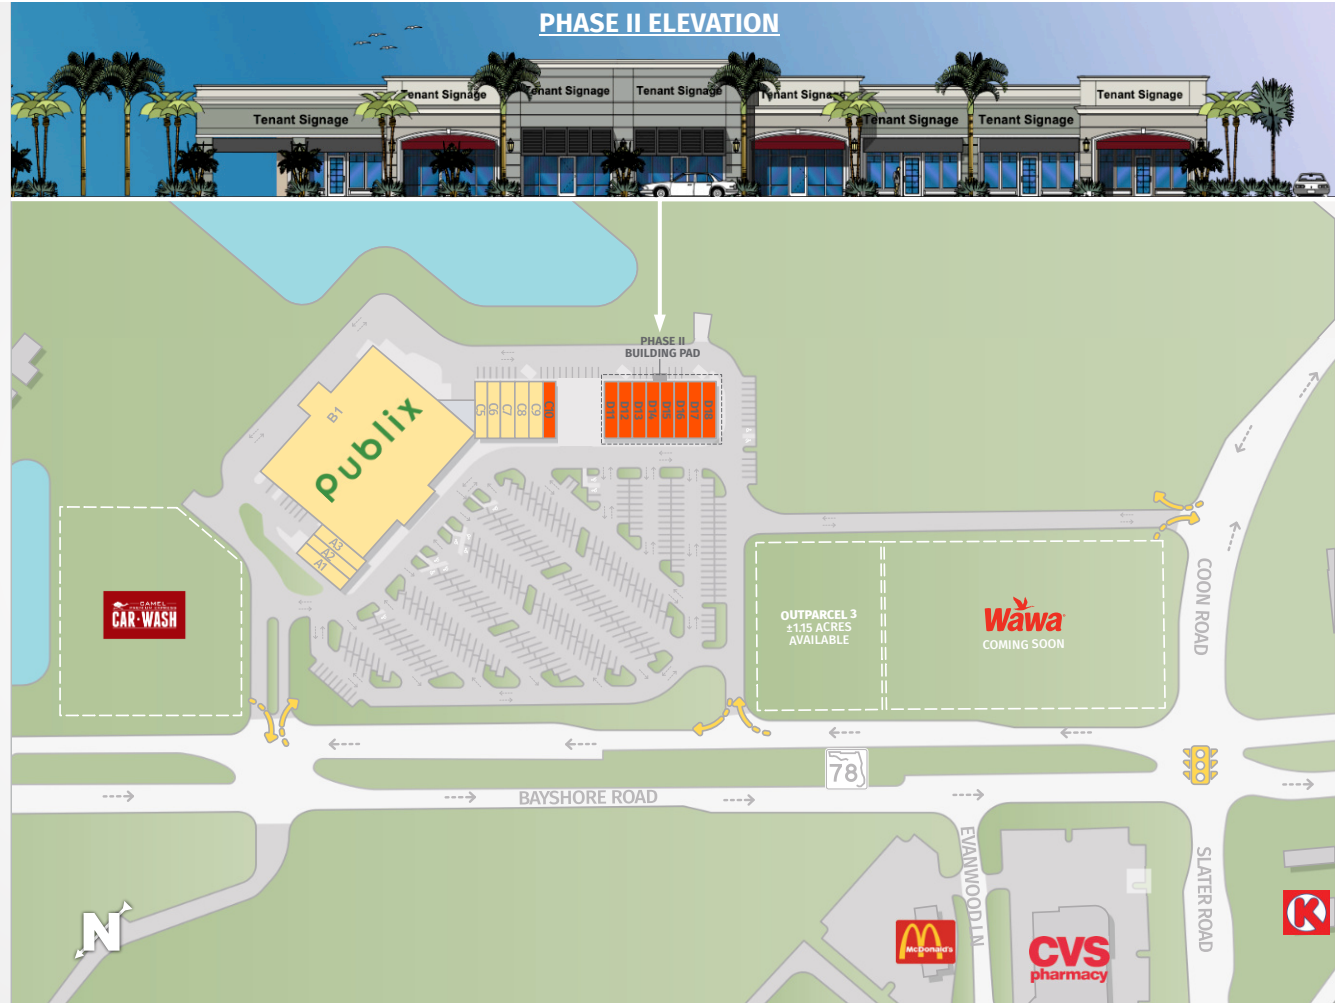 PHASE II ELEVATION
Tenant Signage
Tenant Signage
Tenant Signage
Tenant Signage
Tenant Signage
Tenant Signage
Tenant Signage
Tenant Signage
PHASE II
BUILDING PAD
B1
Publix
C5
C6
C7
C8
C9
C10
D11
D12
D13
D14
D15
D16
D17
D18
A3
A2
A1
CAMEL
CAR·WASH
OUTPARCEL 3
±1.15 ACRES
AVAILABLE
Wawa
COMING SOON
COON ROAD
78
BAYSHORE ROAD
EVANWOOD LN
SLATER ROAD
N
McDonald's
CVS
pharmacy
K